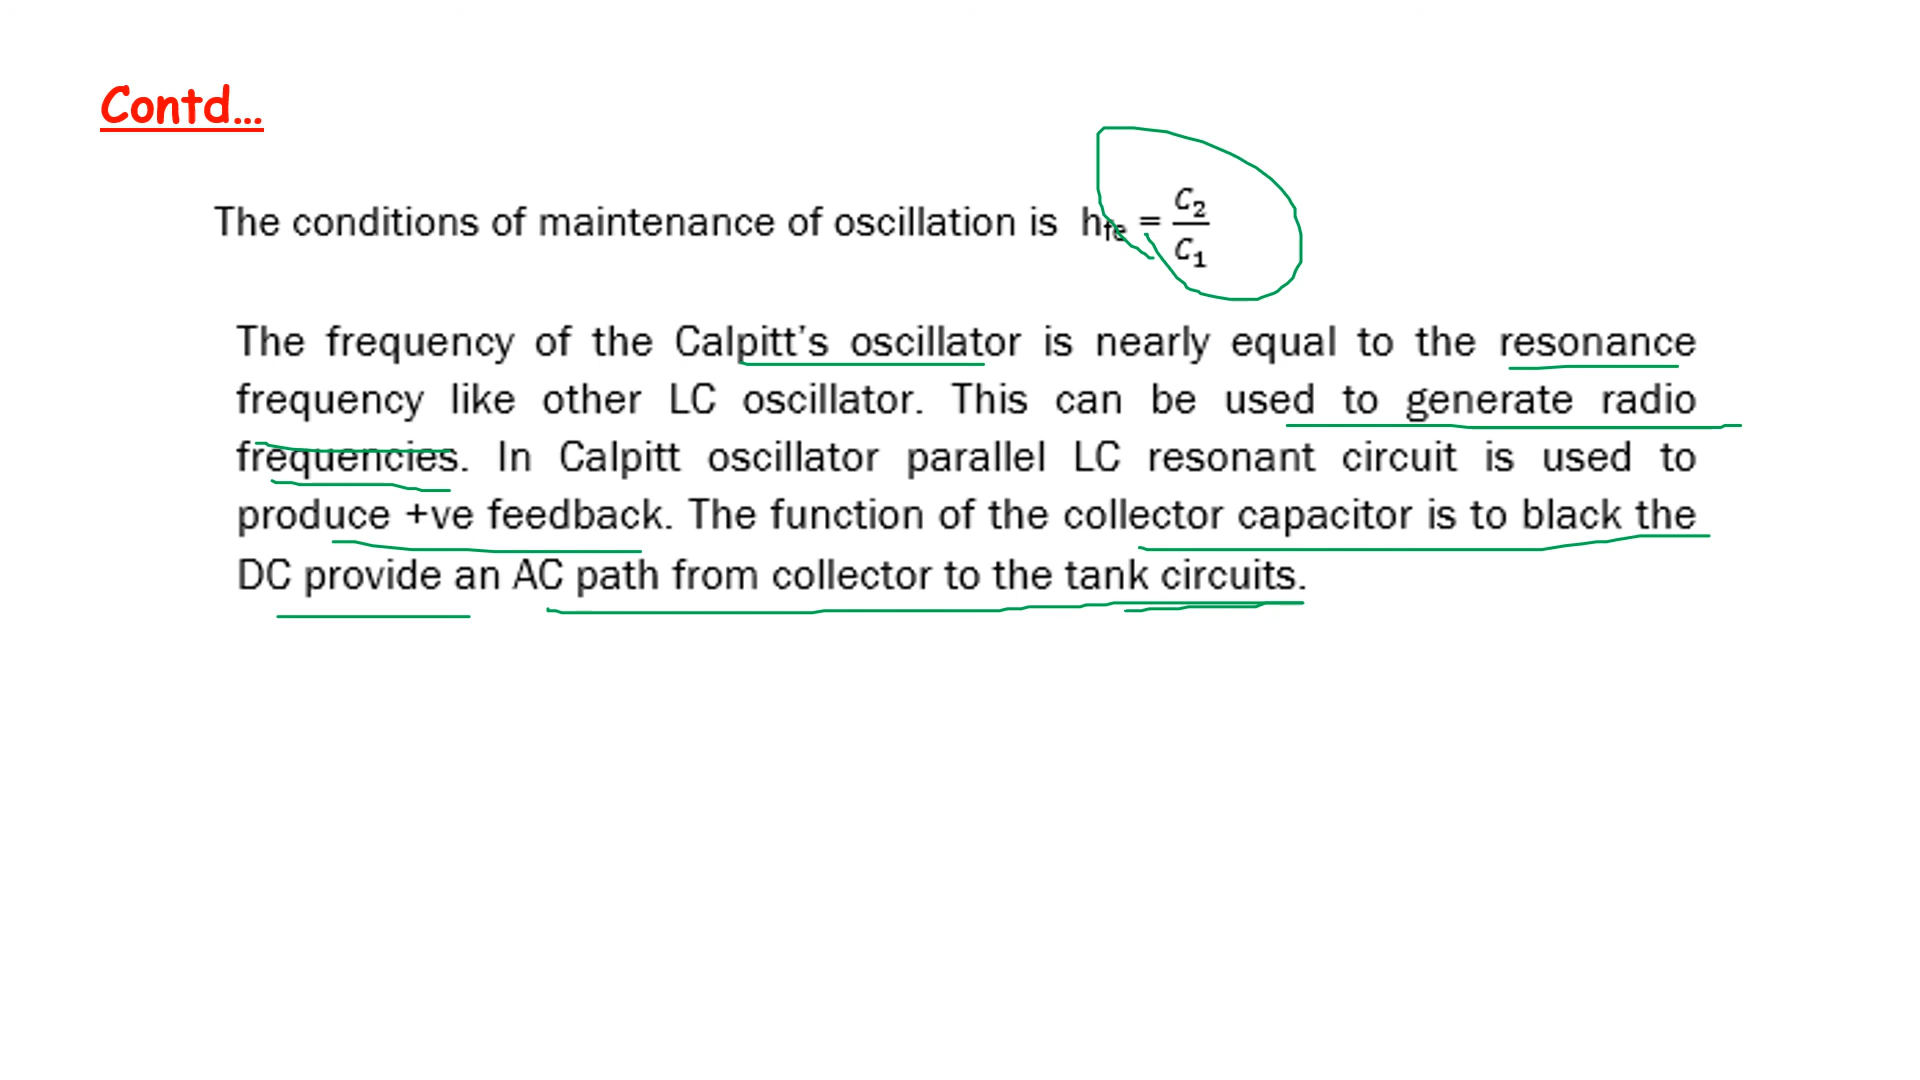 Contd...
The conditions of maintenance of oscillation is hfe = C2/C1
The frequency of the Calpitt's oscillator is nearly equal to the resonance
frequency like other LC oscillator. This can be used to generate radio
frequencies. In Calpitt oscillator parallel LC resonant circuit is used to
produce +ve feedback. The function of the collector capacitor is to black the
DC provide an AC path from collector to the tank circuits.